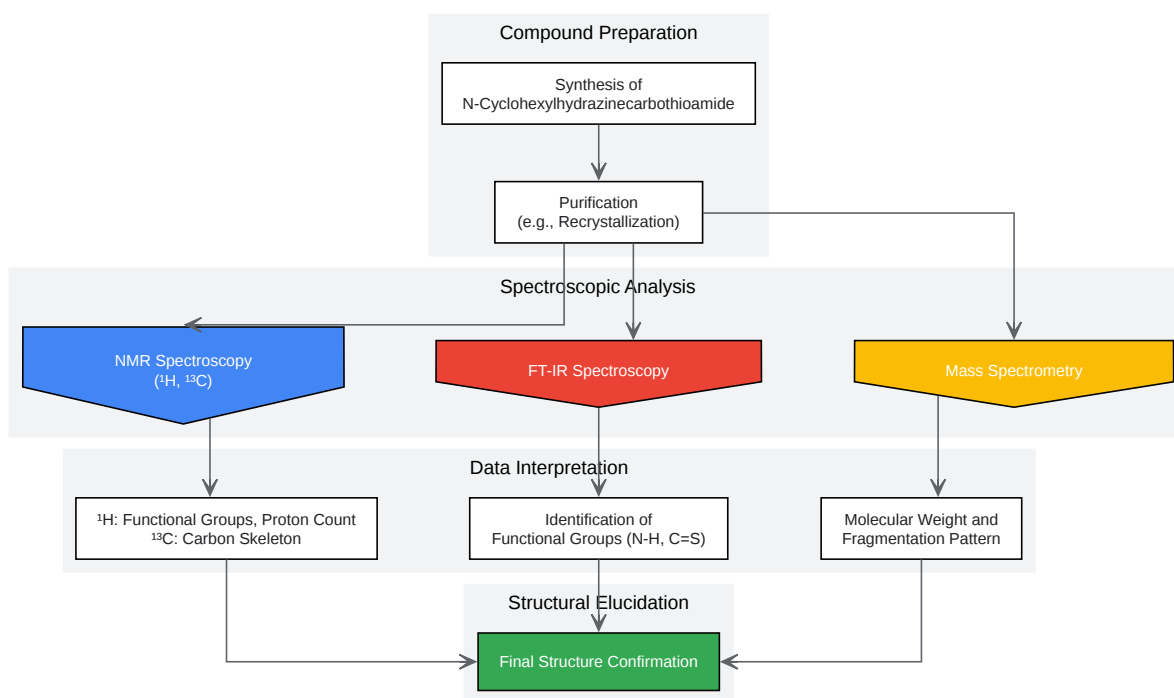 Compound Preparation
Synthesis of
N-Cyclohexylhydrazinecarbothioamide
Purification
(e.g., Recrystallization)
Spectroscopic Analysis
NMR Spectroscopy
(¹H, ¹³C)
FT-IR Spectroscopy
Mass Spectrometry
Data Interpretation
¹H: Functional Groups, Proton Count
¹³C: Carbon Skeleton
Identification of
Functional Groups (N-H, C=S)
Molecular Weight and
Fragmentation Pattern
Structural Elucidation
Final Structure Confirmation